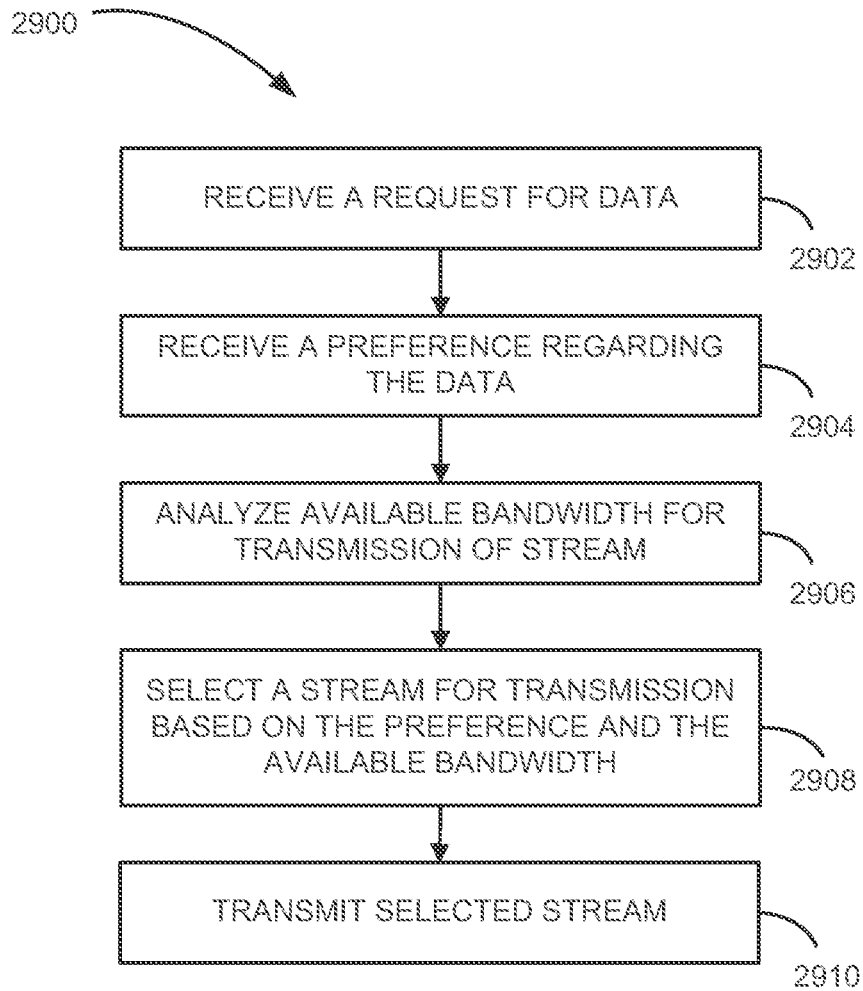 2900
RECEIVE A REQUEST FOR DATA
2902
RECEIVE A PREFERENCE REGARDING
THE DATA
2904
ANALYZE AVAILABLE BANDWIDTH FOR
TRANSMISSION OF STREAM
2906
SELECT A STREAM FOR TRANSMISSION
BASED ON THE PREFERENCE AND THE
AVAILABLE BANDWIDTH
2908
TRANSMIT SELECTED STREAM
2910